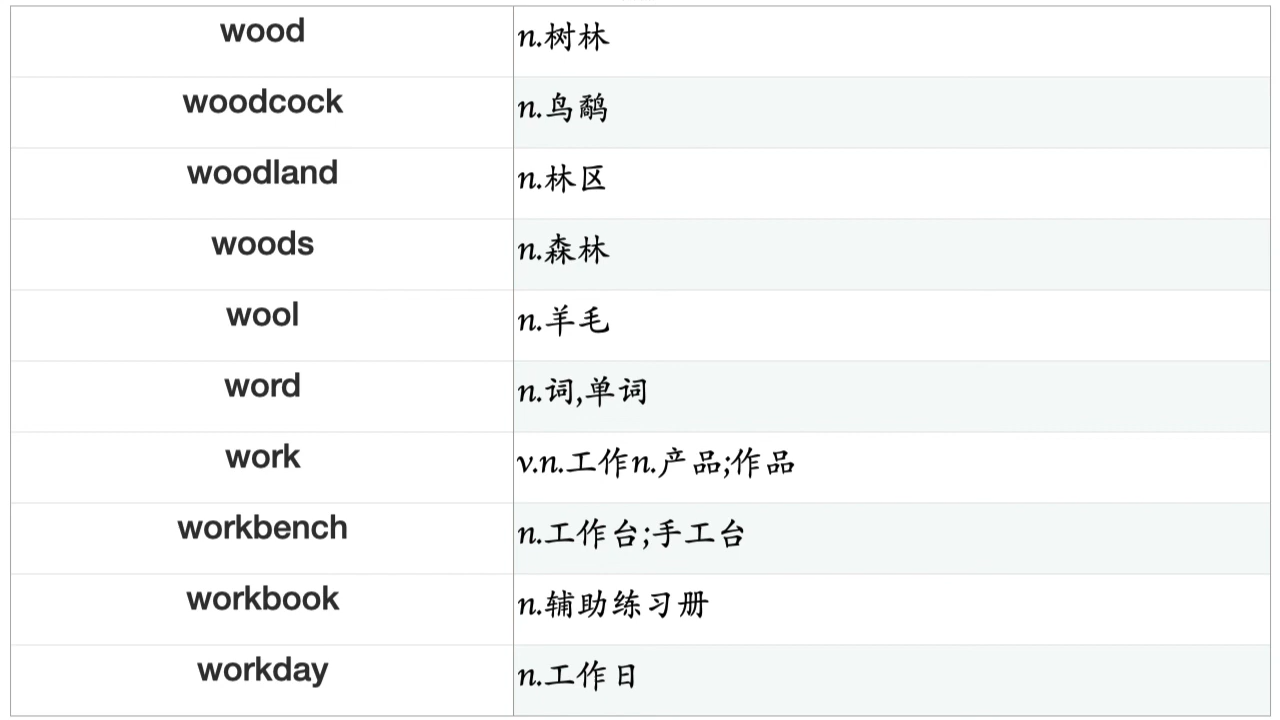 wood n.树林
woodcock n.鸟鹬
woodland n.林区
woods n.森林
wool n.羊毛
word n.词,单词
work v.n.工作n.产品;作品
workbench n.工作台;手工台
workbook n.辅助练习册
workday n.工作日